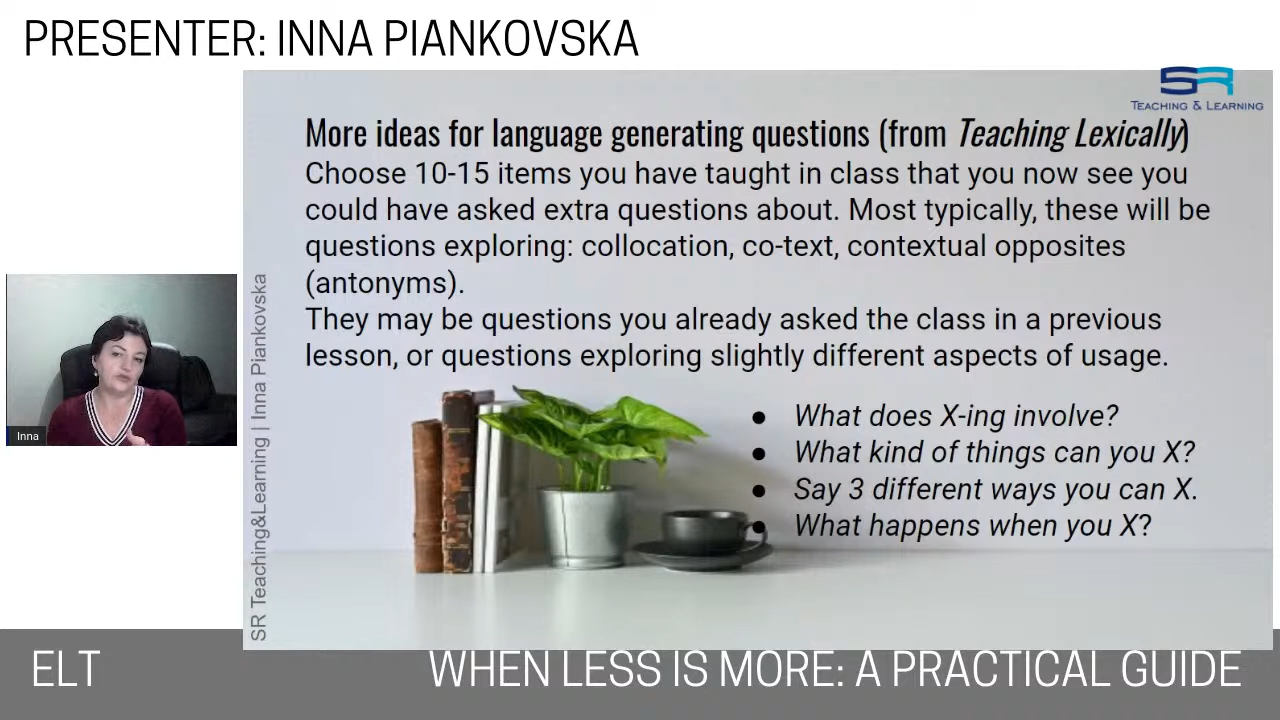 PRESENTER: INNA PIANKOVSKA
SR
TEACHING & LEARNING
More ideas for language generating questions (from Teaching Lexically)
Choose 10-15 items you have taught in class that you now see you
could have asked extra questions about. Most typically, these will be
questions exploring: collocation, co-text, contextual opposites
(antonyms).
They may be questions you already asked the class in a previous
lesson, or questions exploring slightly different aspects of usage.
● What does X-ing involve?
● What kind of things can you X?
● Say 3 different ways you can X.
● What happens when you X?
SR Teaching&Learning | Inna Piankovska
Inna
ELT
WHEN LESS IS MORE: A PRACTICAL GUIDE